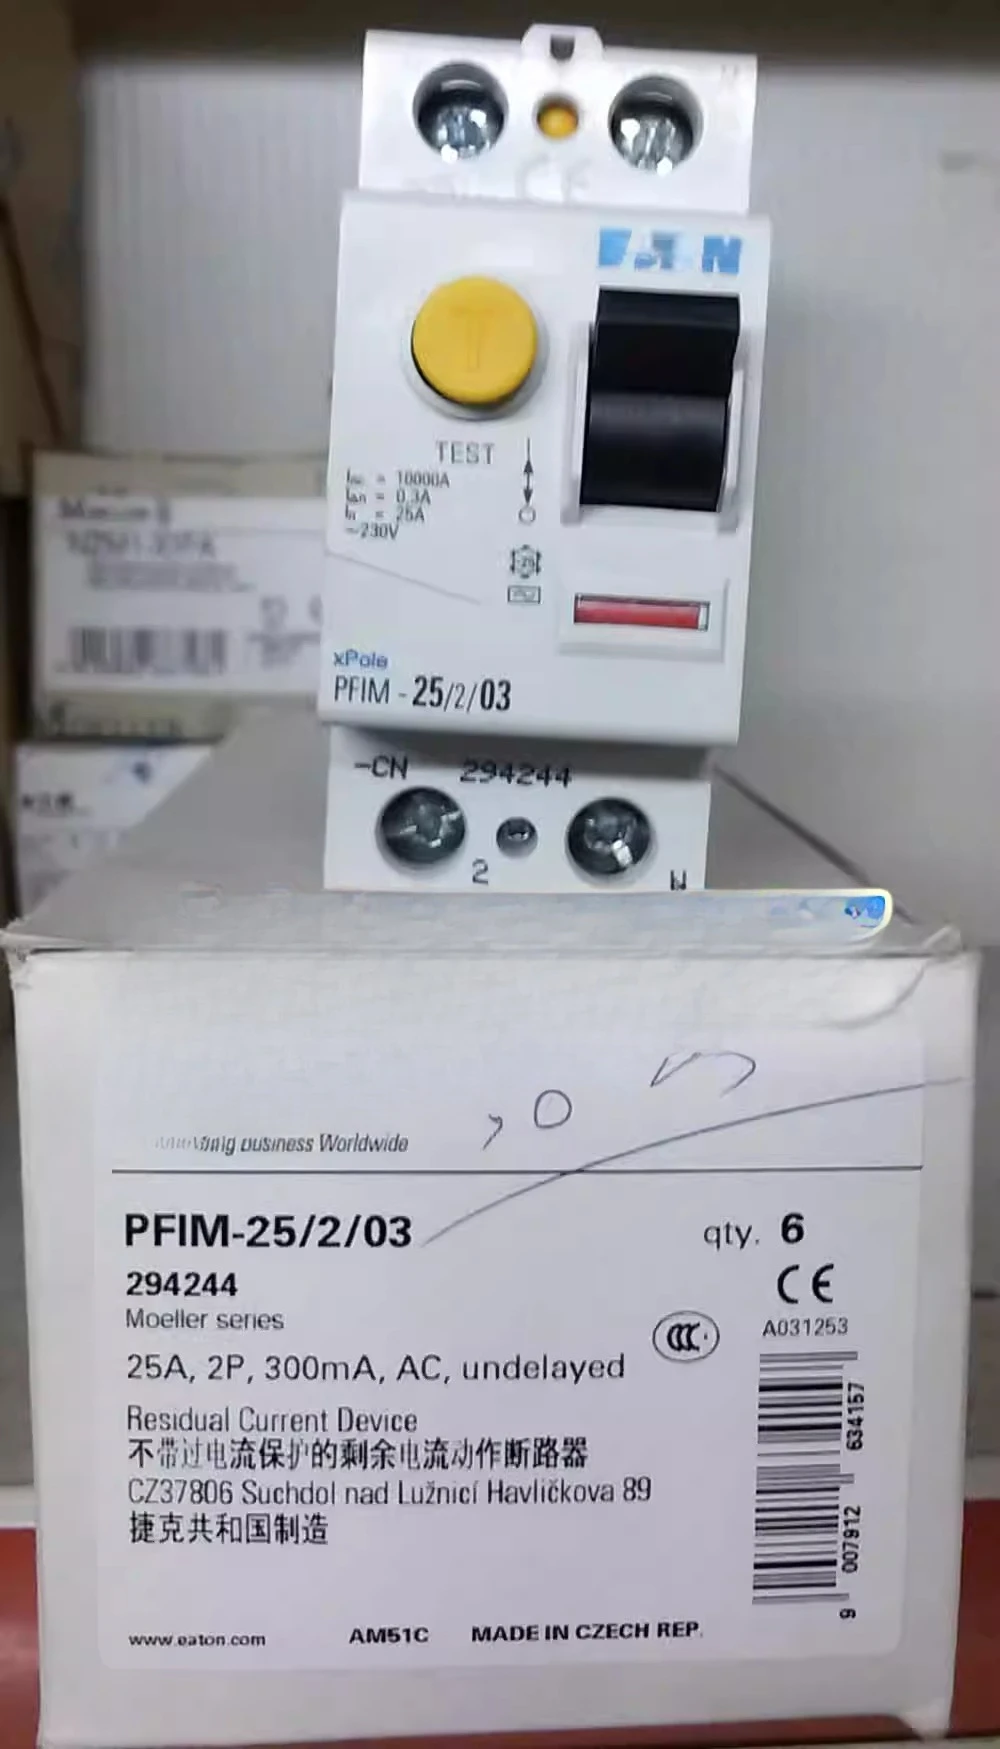 EATON
T
TEST
= 10000A
= 0.3A
= 25A
~230V
xPole
PFIM - 25/2/03
-CN 294244
2 N
business Worldwide
PFIM-25/2/03
qty. 6
294244
CE
Moeller series
CCC
A031253
25A, 2P, 300mA, AC, undelayed
Residual Current Device
不带过电流保护的剩余电流动作断路器
CZ37806 Suchdol nad Lužnicí Havlíčkova 89
捷克共和国制造
9 007912 634157
www.eaton.com AM51C MADE IN CZECH REP.